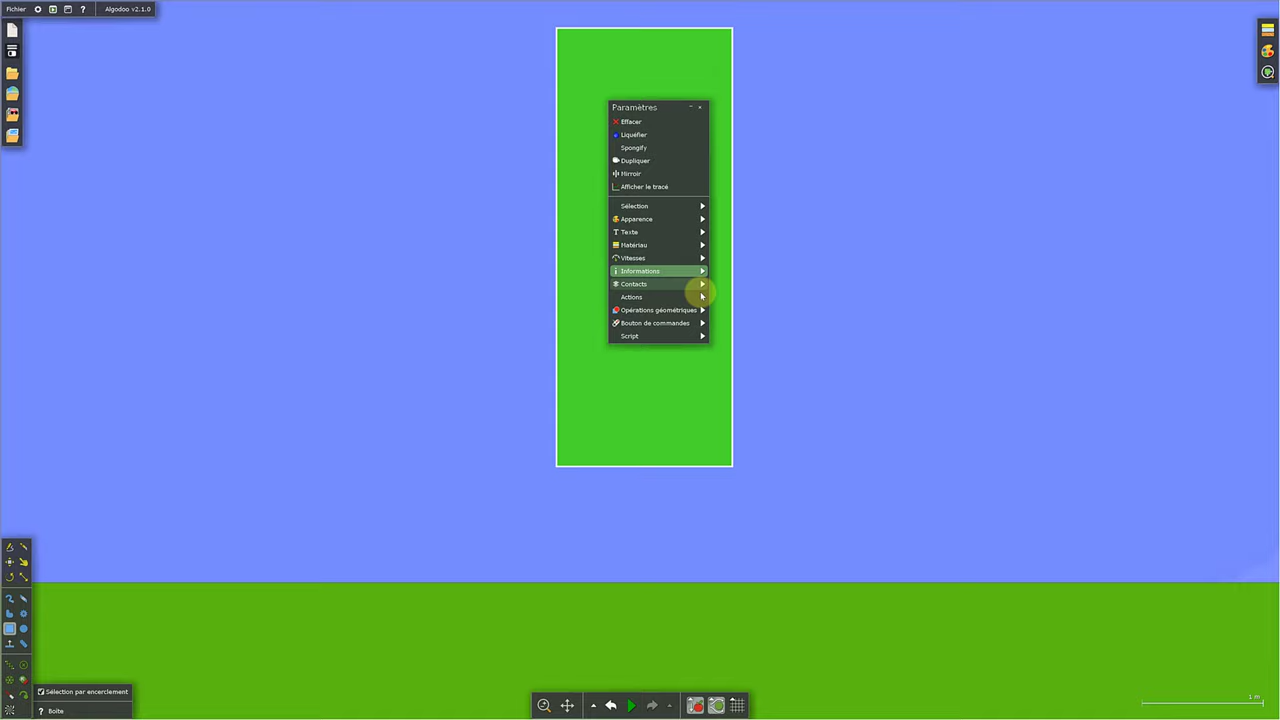 Fichier
?
Algodoo v2.1.0
Paramètres
Effacer
Liquéfier
Spongify
Dupliquer
Mirroir
Afficher le tracé
Sélection
Apparence
T Texte
Matériau
Vitesses
i Informations
Contacts
Actions
Opérations géométriques
Bouton de commandes
Script
Sélection par encerclement
? Boîte
1 m